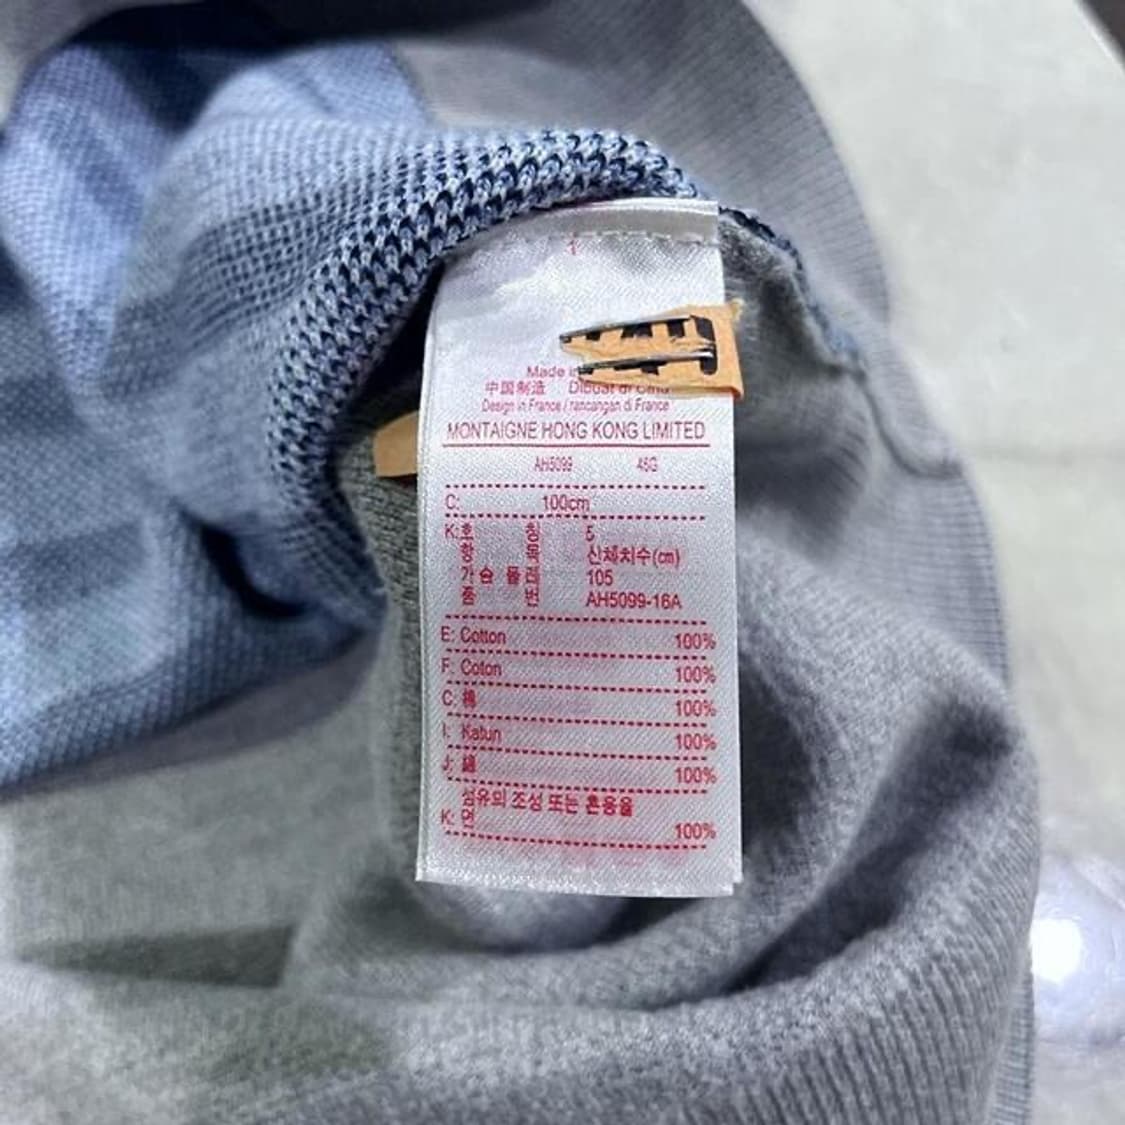 Made
中国制造 Dibuat di Cina
Design in France / rancangan di France
MONTAIGNE HONG KONG LIMITED
AH5099 46G
C: 100cm
K:호 칭 5
항 목 신체치수(cm)
가 슴 둘 레 105
품 번 AH5099-16A
E: Cotton 100%
F: Coton 100%
C: 棉 100%
I: Katun 100%
J: 綿 100%
섬유의 조성 또는 혼용율
K: 면 100%